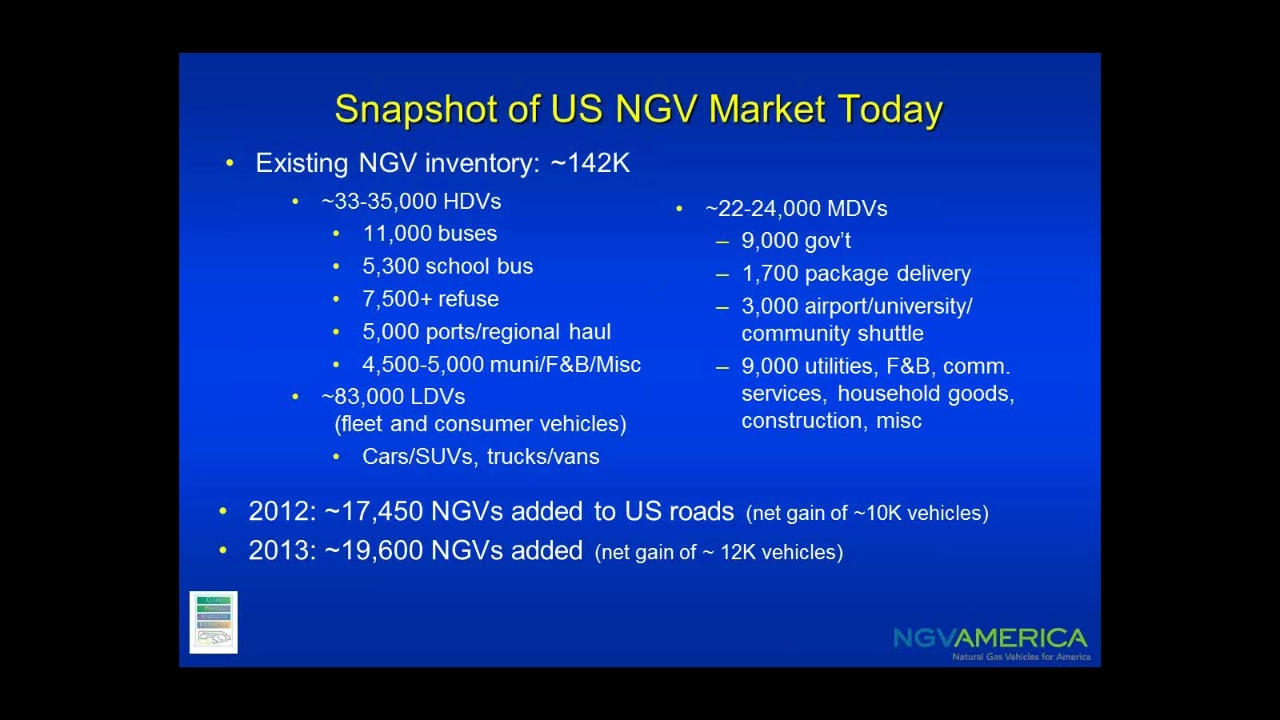 Snapshot of US NGV Market Today
• Existing NGV inventory: ~142K
• ~33-35,000 HDVs
• 11,000 buses
• 5,300 school bus
• 7,500+ refuse
• 5,000 ports/regional haul
• 4,500-5,000 muni/F&B/Misc
• ~83,000 LDVs
(fleet and consumer vehicles)
• Cars/SUVs, trucks/vans
• ~22-24,000 MDVs
– 9,000 gov't
– 1,700 package delivery
– 3,000 airport/university/
community shuttle
– 9,000 utilities, F&B, comm.
services, household goods,
construction, misc
• 2012: ~17,450 NGVs added to US roads (net gain of ~10K vehicles)
• 2013: ~19,600 NGVs added (net gain of ~ 12K vehicles)
NGVAMERICA
Natural Gas Vehicles for America